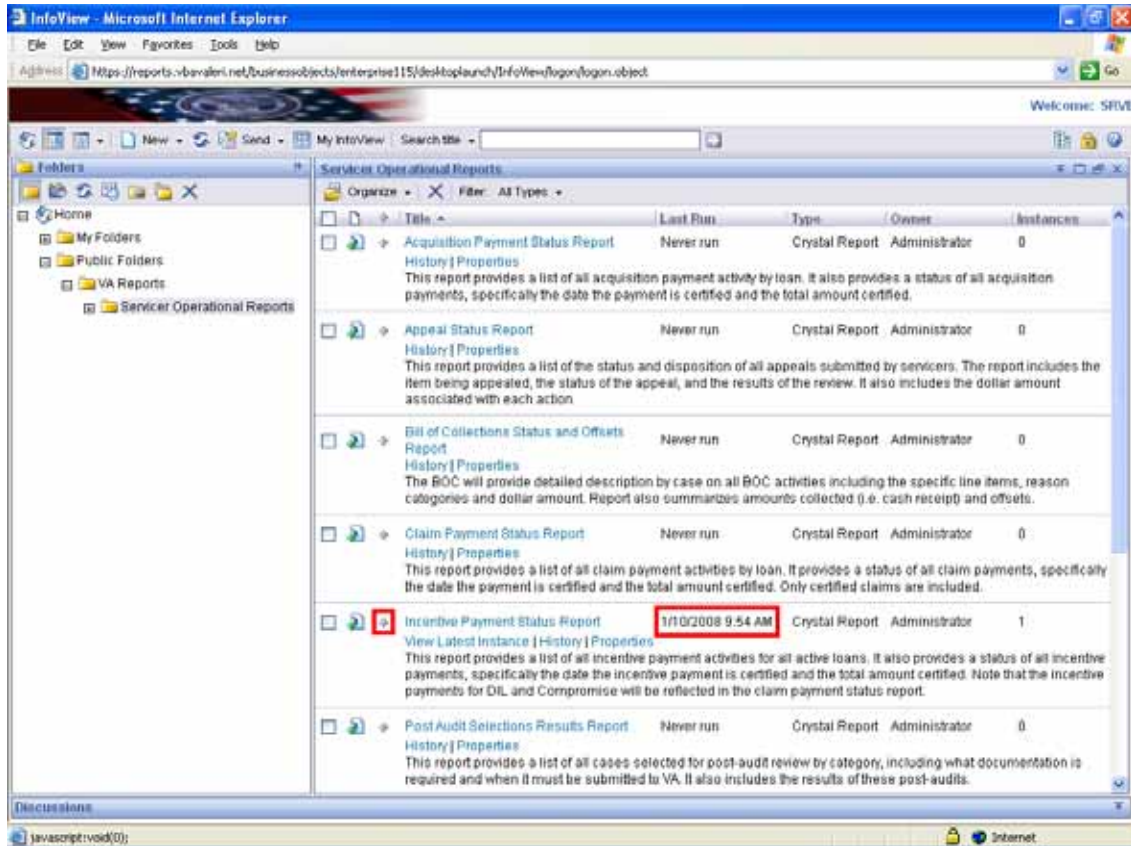 InfoView - Microsoft Internet Explorer
File Edit View Favorites Tools Help
Address https://reports.vbavaleri.net/businessobjects/enterprise115/desktoplaunch/InfoView/logon/logon.object Go
Welcome: SRVE
New Send My InfoView Search title
Folders
Servicer Operational Reports
Organize Filter: All Types
Home
My Folders
Public Folders
VA Reports
Servicer Operational Reports
Title Last Run Type Owner Instances
Acquisition Payment Status Report Never run Crystal Report Administrator 0
History | Properties
This report provides a list of all acquisition payment activity by loan. It also provides a status of all acquisition
payments, specifically the date the payment is certified and the total amount certified.
Appeal Status Report Never run Crystal Report Administrator 0
History | Properties
This report provides a list of the status and disposition of all appeals submitted by servicers. The report includes the
item being appealed, the status of the appeal, and the results of the review. It also includes the dollar amount
associated with each action
Bill of Collections Status and Offsets
Report Never run Crystal Report Administrator 0
History | Properties
The BOC will provide detailed description by case on all BOC activities including the specific line items, reason
categories and dollar amount. Report also summarizes amounts collected (i.e. cash receipt) and offsets.
Claim Payment Status Report Never run Crystal Report Administrator 0
History | Properties
This report provides a list of all claim payment activities by loan. It provides a status of all claim payments, specifically
the date the payment is certified and the total amount certified. Only certified claims are included.
Incentive Payment Status Report 1/10/2008 9:54 AM Crystal Report Administrator 1
View Latest Instance | History | Properties
This report provides a list of all incentive payment activities for all active loans. It also provides a status of all incentive
payments, specifically the date the incentive payment is certified and the total amount certified. Note that the incentive
payments for DIL and Compromise will be reflected in the claim payment status report.
Post Audit Selections Results Report Never run Crystal Report Administrator 0
History | Properties
This report provides a list of all cases selected for post-audit review by category, including what documentation is
required and when it must be submitted to VA. It also includes the results of these post-audits.
Discussions
javascript:void(0); Internet